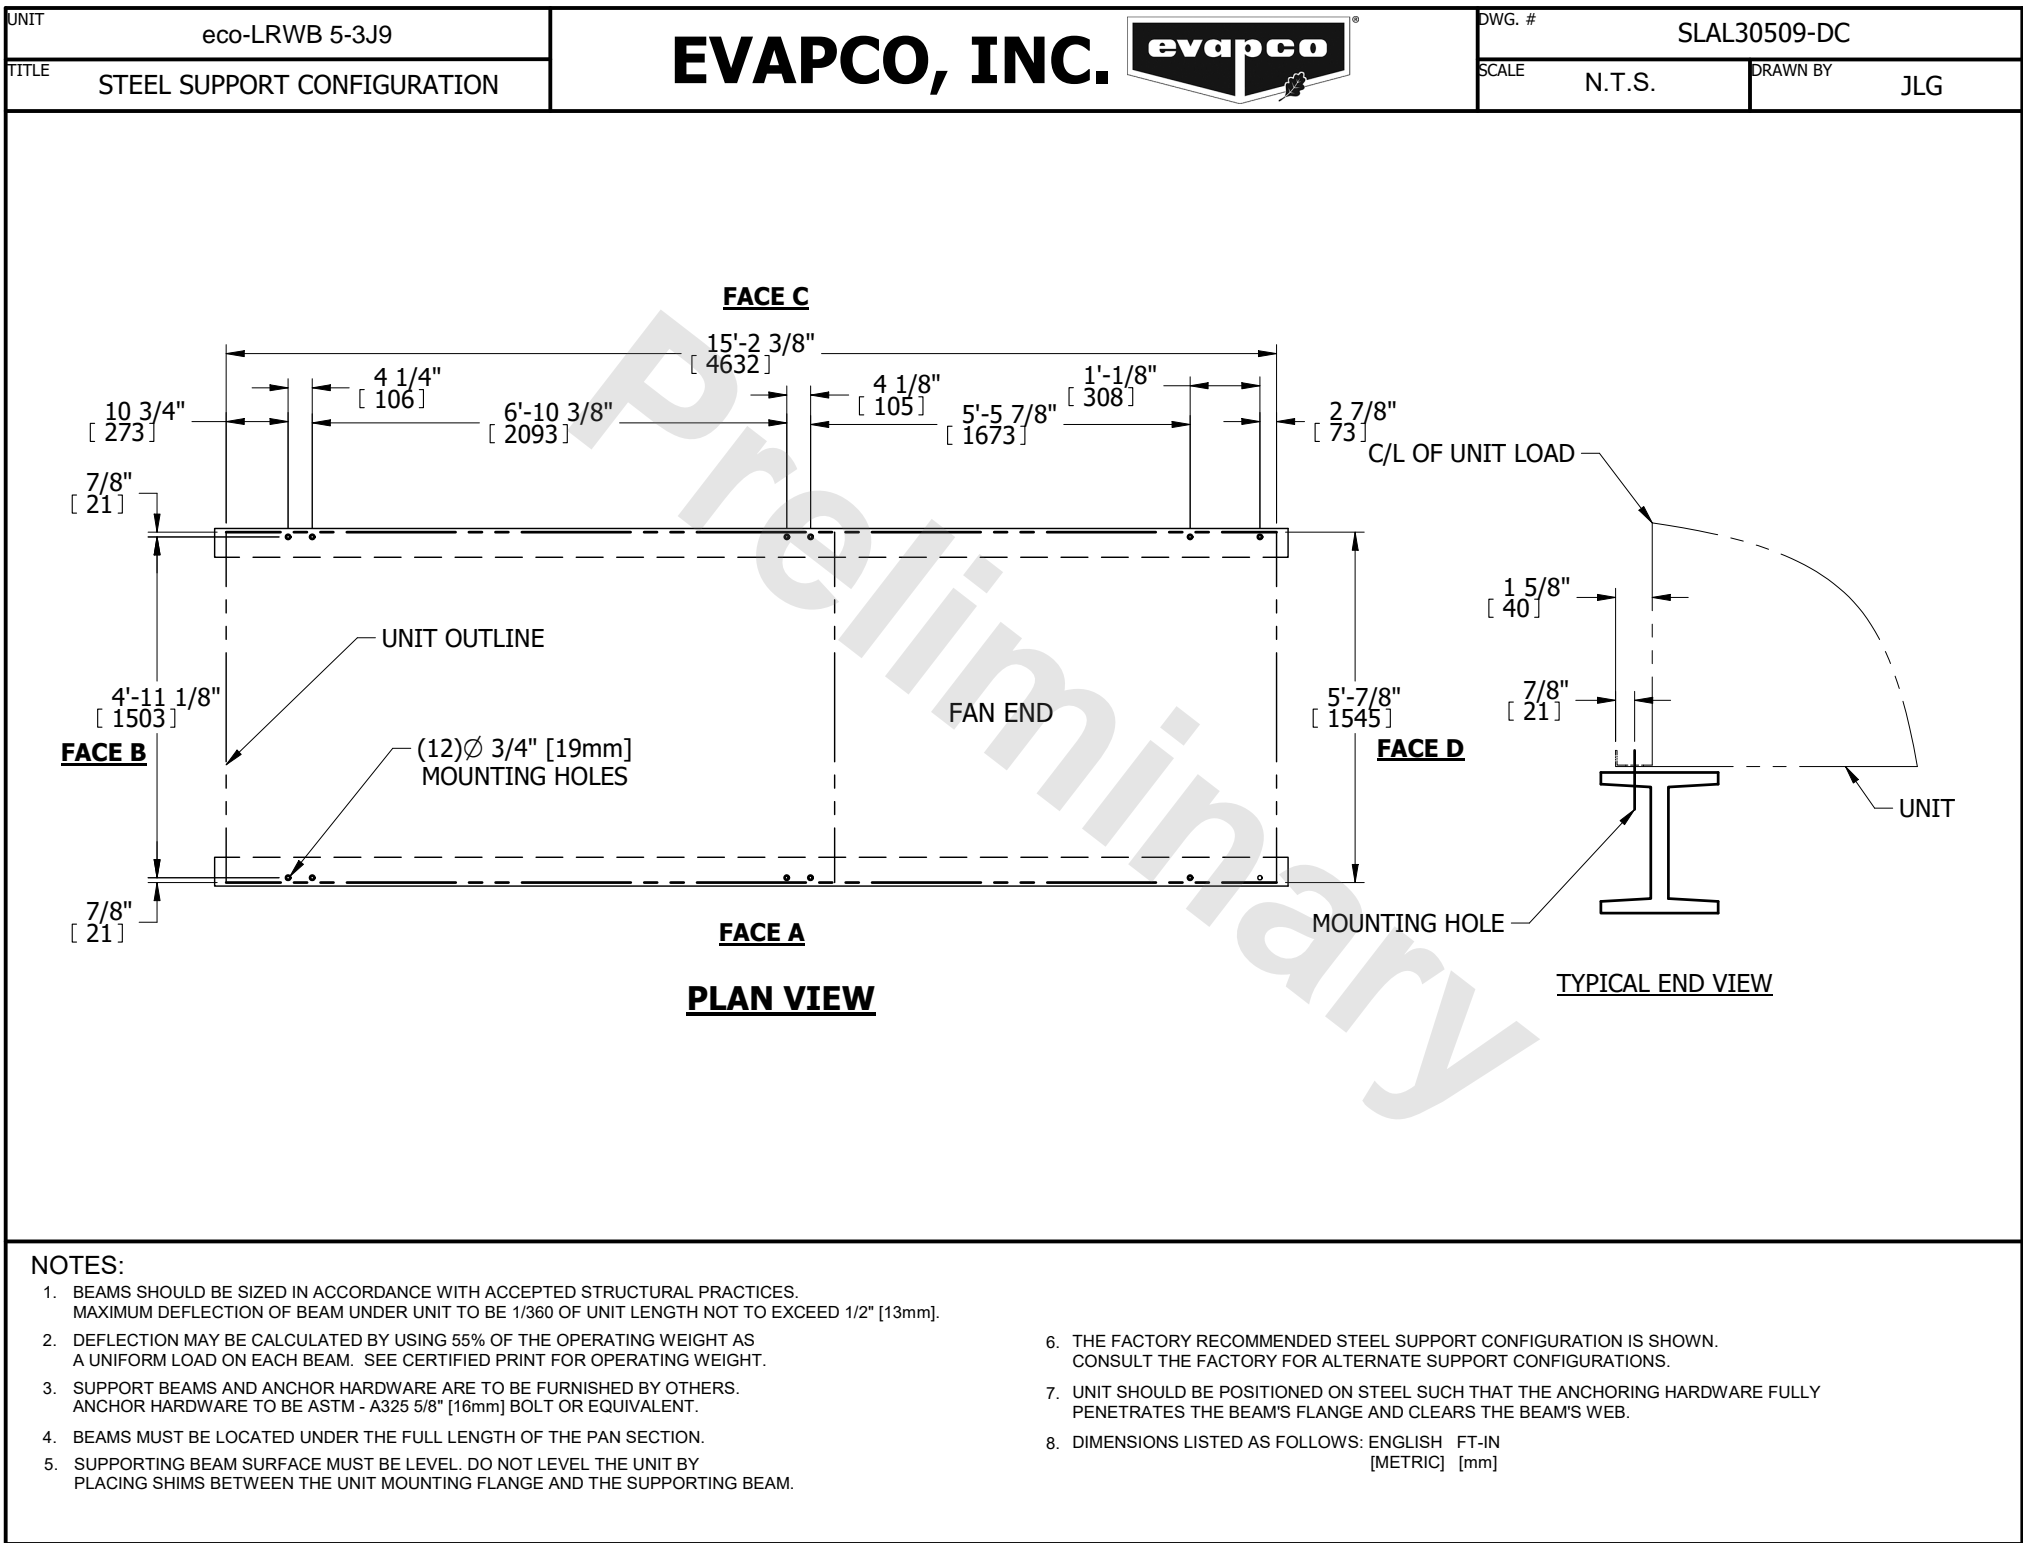 UNIT
eco-LRWB 5-3J9
TITLE
STEEL SUPPORT CONFIGURATION
EVAPCO, INC.
evapco
®
DWG. #
SLAL30509-DC
SCALE
N.T.S.
DRAWN BY
JLG
FACE C
15'-2 3/8"
[ 4632 ]
4 1/4"
[ 106 ]
4 1/8"
[ 105 ]
1'-1/8"
[ 308 ]
10 3/4"
[ 273 ]
6'-10 3/8"
[ 2093 ]
5'-5 7/8"
[ 1673 ]
2 7/8"
[ 73 ]
C/L OF UNIT LOAD
7/8"
[ 21 ]
1 5/8"
[ 40 ]
UNIT OUTLINE
4'-11 1/8"
[ 1503 ]
FAN END
5'-7/8"
[ 1545 ]
7/8"
[ 21 ]
FACE B
(12)Ø 3/4" [19mm]
MOUNTING HOLES
FACE D
UNIT
7/8"
[ 21 ]
FACE A
MOUNTING HOLE
PLAN VIEW
TYPICAL END VIEW
Preliminary
NOTES:
1. BEAMS SHOULD BE SIZED IN ACCORDANCE WITH ACCEPTED STRUCTURAL PRACTICES.
MAXIMUM DEFLECTION OF BEAM UNDER UNIT TO BE 1/360 OF UNIT LENGTH NOT TO EXCEED 1/2" [13mm].
2. DEFLECTION MAY BE CALCULATED BY USING 55% OF THE OPERATING WEIGHT AS
A UNIFORM LOAD ON EACH BEAM. SEE CERTIFIED PRINT FOR OPERATING WEIGHT.
3. SUPPORT BEAMS AND ANCHOR HARDWARE ARE TO BE FURNISHED BY OTHERS.
ANCHOR HARDWARE TO BE ASTM - A325 5/8" [16mm] BOLT OR EQUIVALENT.
4. BEAMS MUST BE LOCATED UNDER THE FULL LENGTH OF THE PAN SECTION.
5. SUPPORTING BEAM SURFACE MUST BE LEVEL. DO NOT LEVEL THE UNIT BY
PLACING SHIMS BETWEEN THE UNIT MOUNTING FLANGE AND THE SUPPORTING BEAM.
6. THE FACTORY RECOMMENDED STEEL SUPPORT CONFIGURATION IS SHOWN.
CONSULT THE FACTORY FOR ALTERNATE SUPPORT CONFIGURATIONS.
7. UNIT SHOULD BE POSITIONED ON STEEL SUCH THAT THE ANCHORING HARDWARE FULLY
PENETRATES THE BEAM'S FLANGE AND CLEARS THE BEAM'S WEB.
8. DIMENSIONS LISTED AS FOLLOWS: ENGLISH FT-IN
[METRIC] [mm]